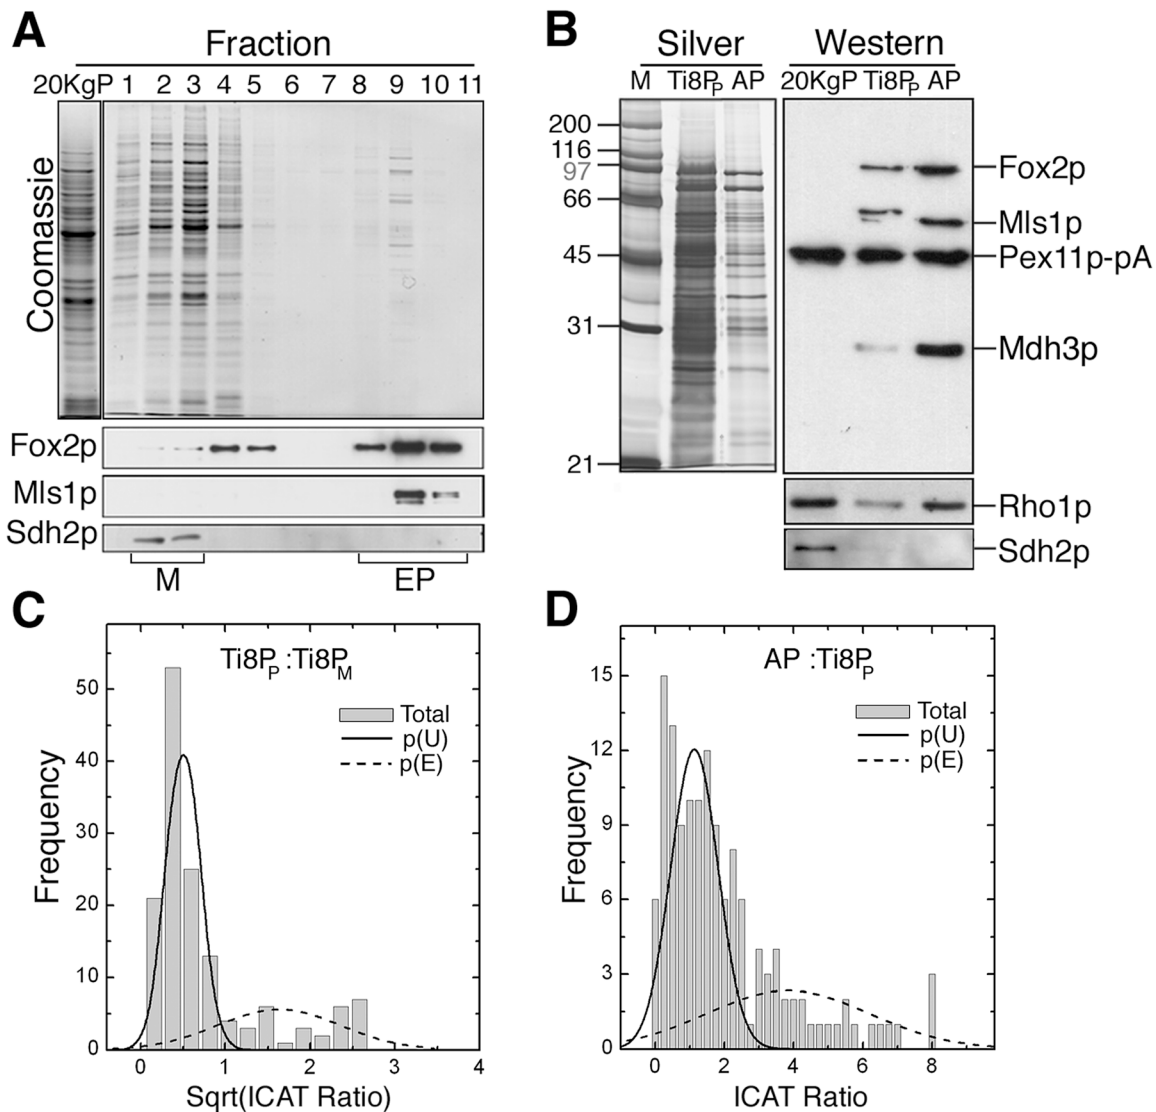 A
Fraction
20KgP 1 2 3 4 5 6 7 8 9 10 11
Coomassie
Fox2p
Mls1p
Sdh2p
M EP
B
Silver Western
M Ti8PP AP 20KgP Ti8PP AP
200
116
97
66
45
31
21
Fox2p
Mls1p
Pex11p-pA
Mdh3p
Rho1p
Sdh2p
C
Ti8PP :Ti8PM
Total
p(U)
p(E)
Frequency
50
40
30
20
10
0
0 1 2 3 4
Sqrt(ICAT Ratio)
D
AP :Ti8PP
Total
p(U)
p(E)
Frequency
15
12
9
6
3
0
0 2 4 6 8
ICAT Ratio